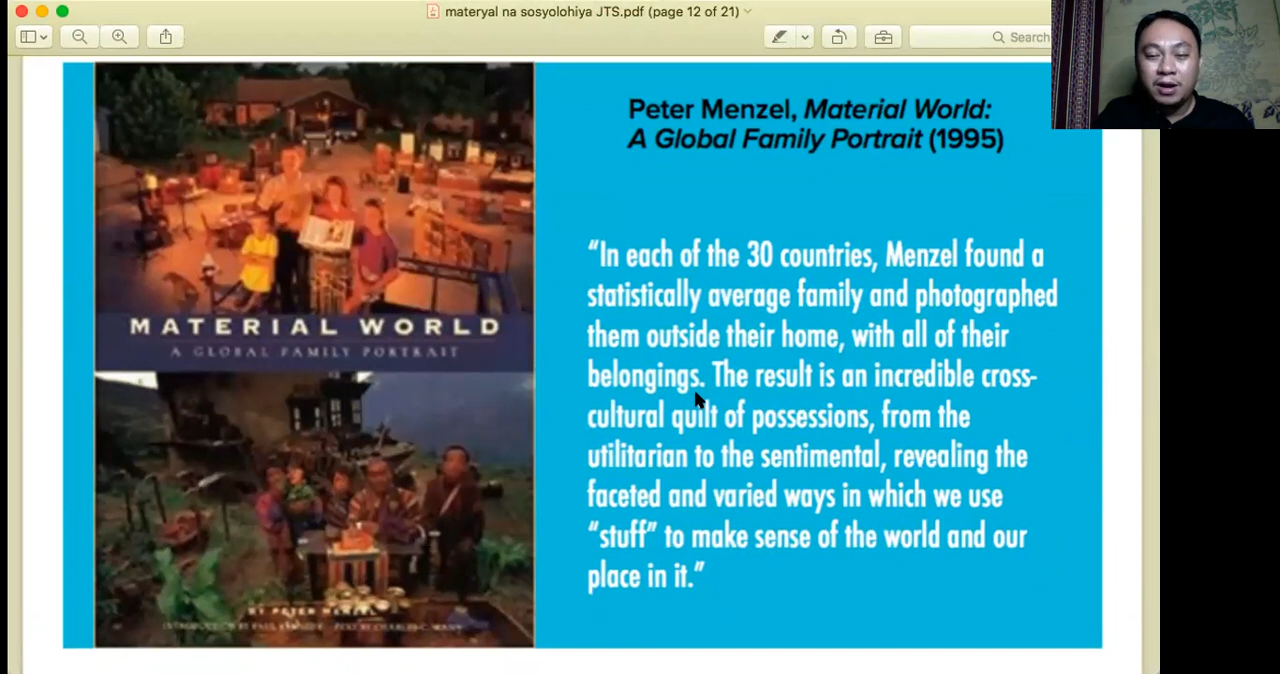 materyal na sosyolohiya JTS.pdf (page 12 of 21)
Search
Peter Menzel, Material World:
A Global Family Portrait (1995)
MATERIAL WORLD
A GLOBAL FAMILY PORTRAIT
BY PETER MENZEL
“In each of the 30 countries, Menzel found a
statistically average family and photographed
them outside their home, with all of their
belongings. The result is an incredible cross-
cultural quilt of possessions, from the
utilitarian to the sentimental, revealing the
faceted and varied ways in which we use
“stuff” to make sense of the world and our
place in it.”